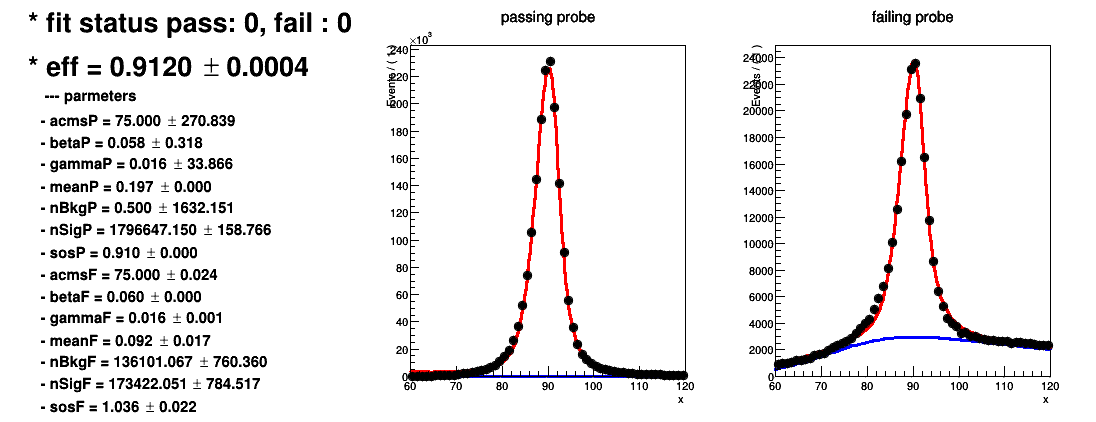 * fit status pass: 0, fail : 0
* eff = 0.9120 ± 0.0004
--- parmeters
- acmsP = 75.000 ± 270.839
- betaP = 0.058 ± 0.318
- gammaP = 0.016 ± 33.866
- meanP = 0.197 ± 0.000
- nBkgP = 0.500 ± 1632.151
- nSigP = 1796647.150 ± 158.766
- sosP = 0.910 ± 0.000
- acmsF = 75.000 ± 0.024
- betaF = 0.060 ± 0.000
- gammaF = 0.016 ± 0.001
- meanF = 0.092 ± 0.017
- nBkgF = 136101.067 ± 760.360
- nSigF = 173422.051 ± 784.517
- sosF = 1.036 ± 0.022
passing probe
×10³
Events / ( 1 )
240
220
200
180
160
140
120
100
80
60
40
20
0
60 70 80 90 100 110 120
x
failing probe
Events / ( 1 )
24000
22000
20000
18000
16000
14000
12000
10000
8000
6000
4000
2000
0
60 70 80 90 100 110 120
x